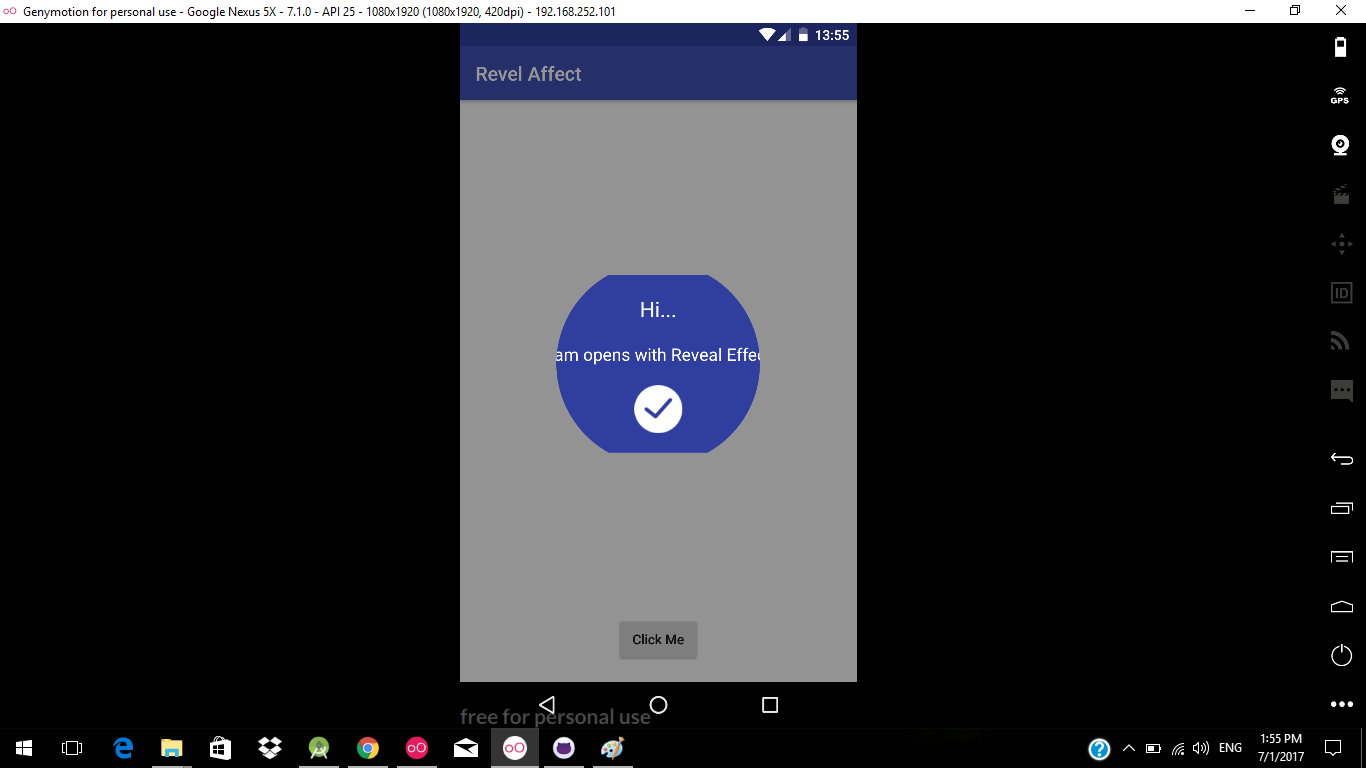 Genymotion for personal use - Google Nexus 5X - 7.1.0 - API 25 - 1080x1920 (1080x1920, 420dpi) - 192.168.252.101
13:55
Revel Affect
GPS
Hi...
am opens with Reveal Effec
ID
Click Me
free for personal use
ENG
1:55 PM
7/1/2017